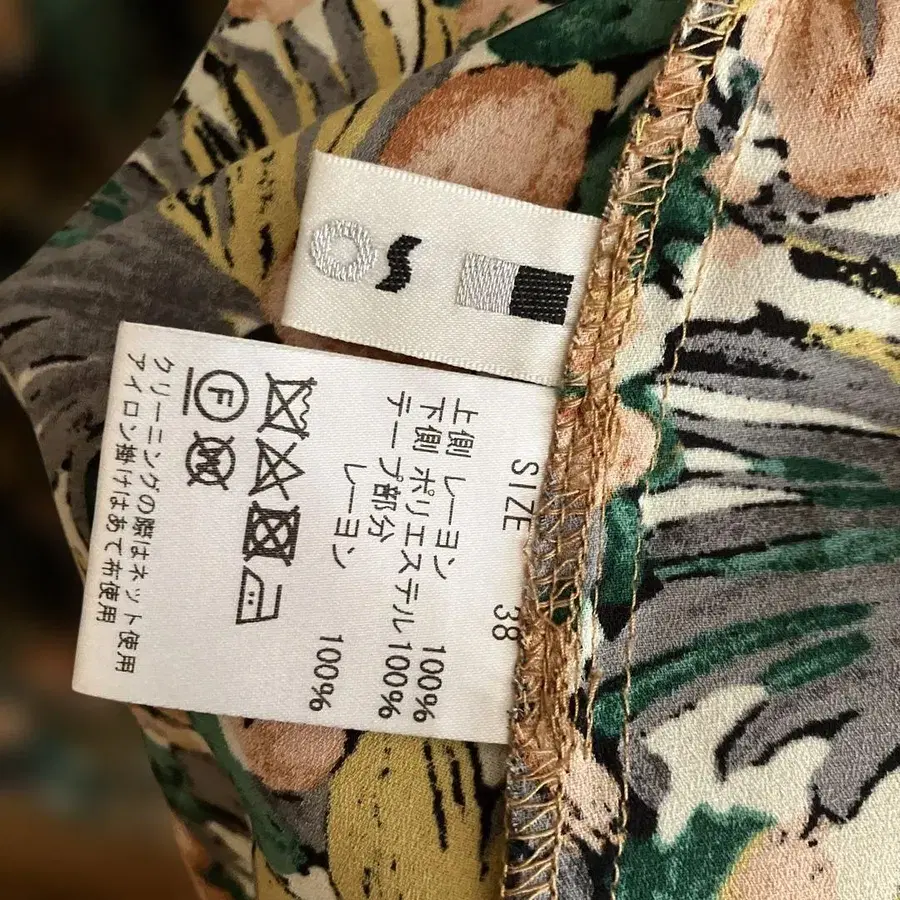 SIZE 38
上側 レーヨン 100%
下側 ポリエステル 100%
テープ部分
レーヨン 100%
F
W
クリーニングの際はネット使用
アイロン掛けはあて布使用